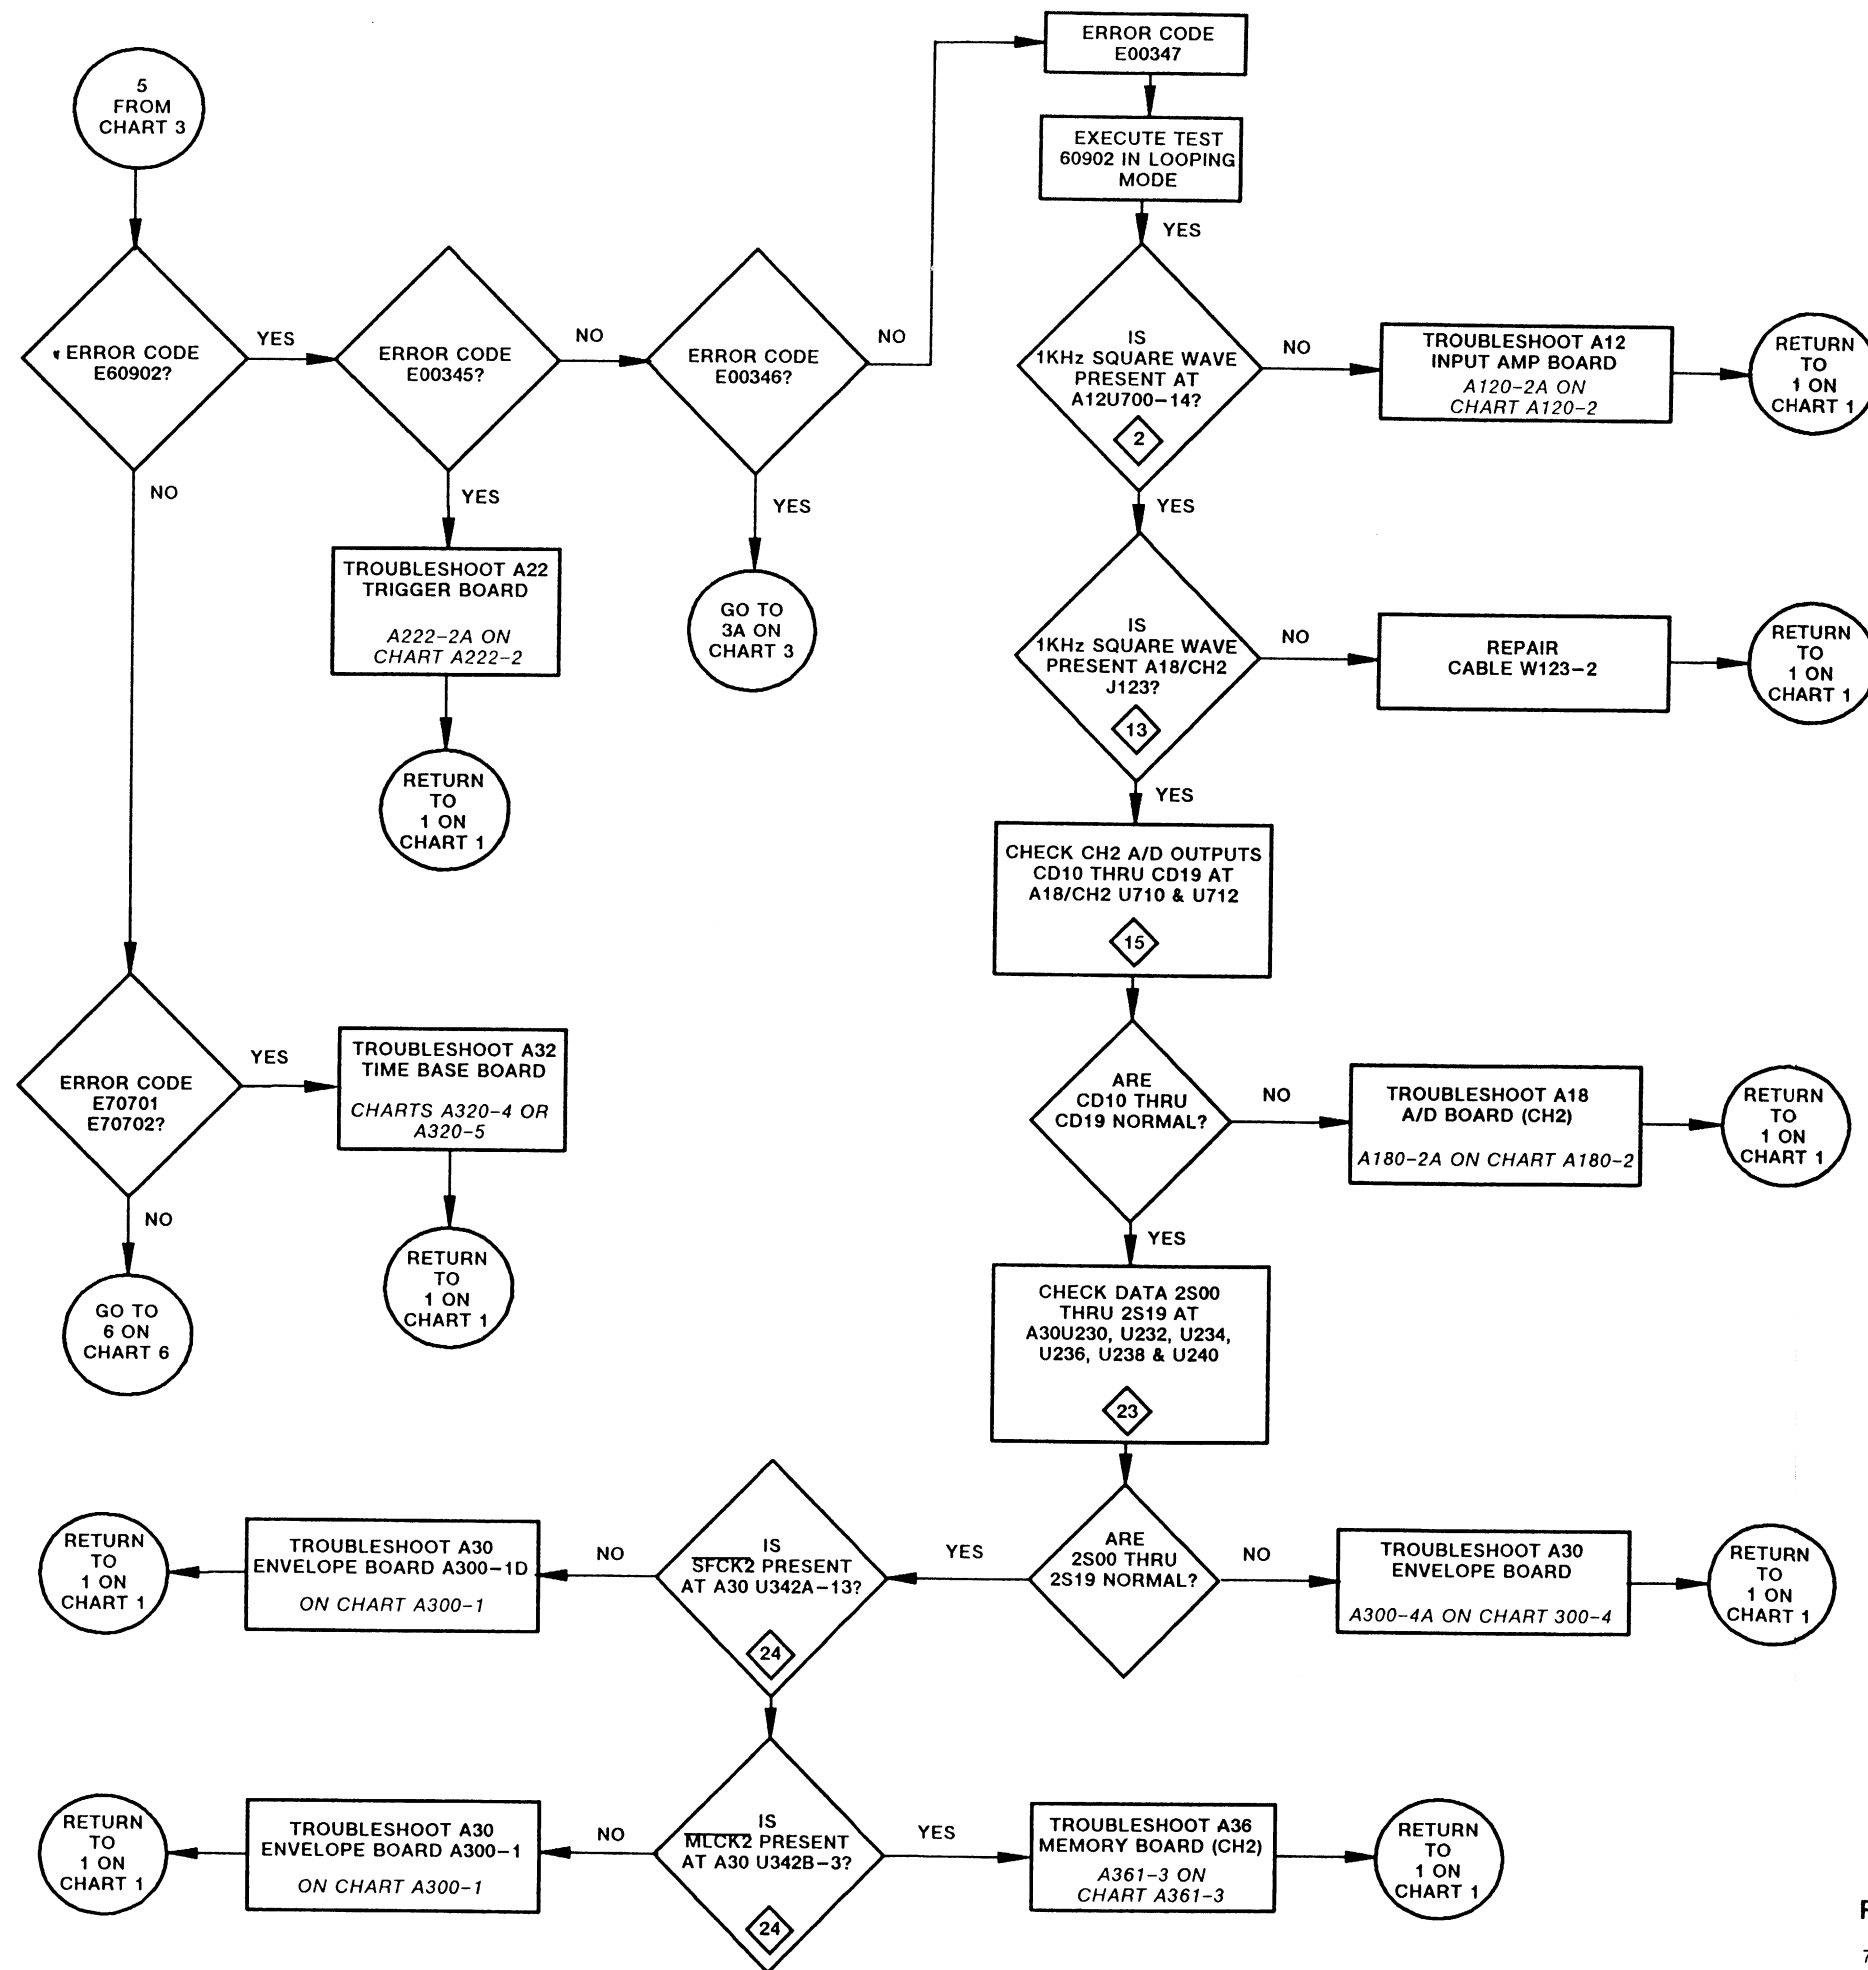 5
FROM
CHART 3
ERROR CODE
E60902?
YES
NO
ERROR CODE
E00345?
NO
YES
TROUBLESHOOT A22
TRIGGER BOARD
A222-2A ON
CHART A222-2
RETURN
TO
1 ON
CHART 1
ERROR CODE
E00346?
NO
YES
GO TO
3A ON
CHART 3
ERROR CODE
E70701
E70702?
YES
TROUBLESHOOT A32
TIME BASE BOARD
CHARTS A320-4 OR
A320-5
RETURN
TO
1 ON
CHART 1
NO
GO TO
6 ON
CHART 6
ERROR CODE
E00347
EXECUTE TEST
60902 IN LOOPING
MODE
YES
IS
1KHz SQUARE WAVE
PRESENT AT
A12U700-14?
2
NO
TROUBLESHOOT A12
INPUT AMP BOARD
A120-2A ON
CHART A120-2
RETURN
TO
1 ON
CHART 1
YES
IS
1KHz SQUARE WAVE
PRESENT A18/CH2
J123?
13
NO
REPAIR
CABLE W123-2
RETURN
TO
1 ON
CHART 1
YES
CHECK CH2 A/D OUTPUTS
CD10 THRU CD19 AT
A18/CH2 U710 & U712
15
ARE
CD10 THRU
CD19 NORMAL?
NO
TROUBLESHOOT A18
A/D BOARD (CH2)
A180-2A ON CHART A180-2
RETURN
TO
1 ON
CHART 1
YES
CHECK DATA 2S00
THRU 2S19 AT
A30U230, U232, U234,
U236, U238 & U240
23
ARE
2S00 THRU
2S19 NORMAL?
NO
TROUBLESHOOT A30
ENVELOPE BOARD
A300-4A ON CHART 300-4
RETURN
TO
1 ON
CHART 1
YES
IS
SFCK2 PRESENT
AT A30 U342A-13?
24
NO
TROUBLESHOOT A30
ENVELOPE BOARD A300-1D
ON CHART A300-1
RETURN
TO
1 ON
CHART 1
IS
MLCK2 PRESENT
AT A30 U342B-3?
24
NO
TROUBLESHOOT A30
ENVELOPE BOARD A300-1
ON CHART A300-1
RETURN
TO
1 ON
CHART 1
YES
TROUBLESHOOT A36
MEMORY BOARD (CH2)
A361-3 ON
CHART A361-3
RETURN
TO
1 ON
CHART 1